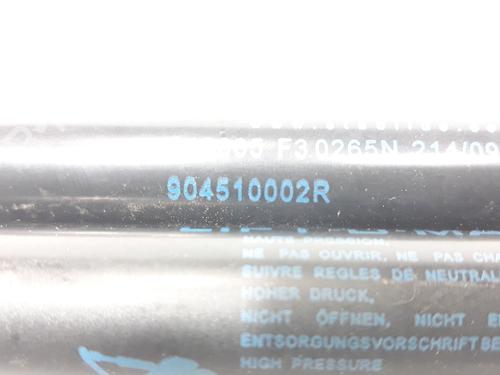 F3 0265N 214/09
904510002R
HAUTE PRESSION,
NE PAS OUVRIR, NE PAS CHA
SUIVRE REGLES DE NEUTRAL
HOHER DRUCK,
NICHT ÖFFNEN, NICHT E
ENTSORGUNGSVORSCHRIFT BE
HIGH PRESSURE